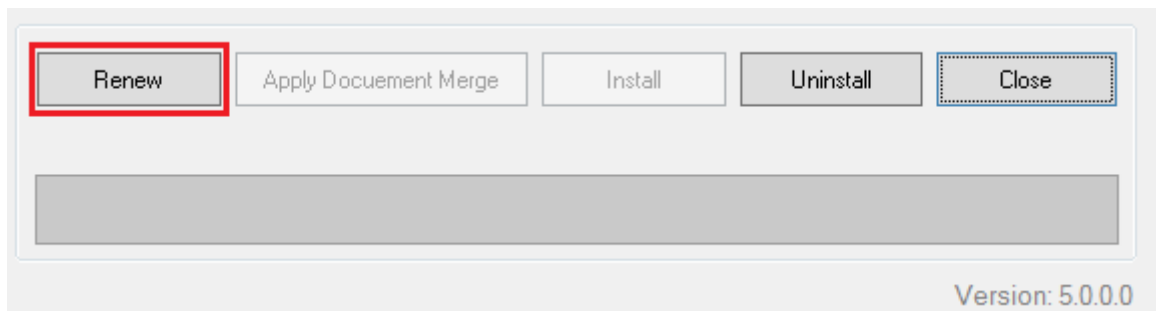 Renew Apply Docuement Merge Install Uninstall Close
Version: 5.0.0.0